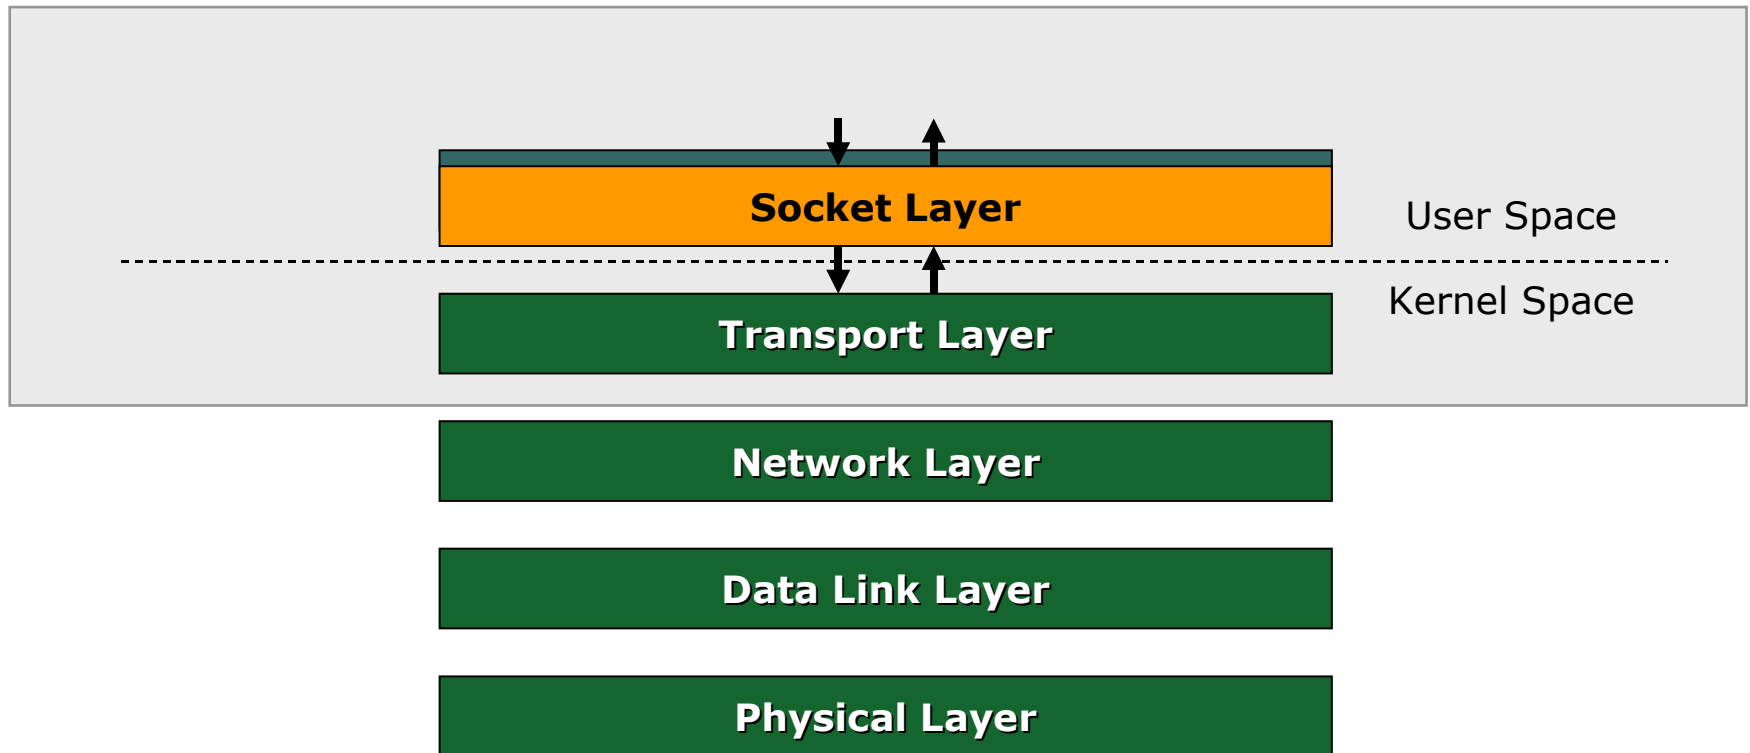 Socket Layer
User Space
Kernel Space
Transport Layer
Network Layer
Data Link Layer
Physical Layer